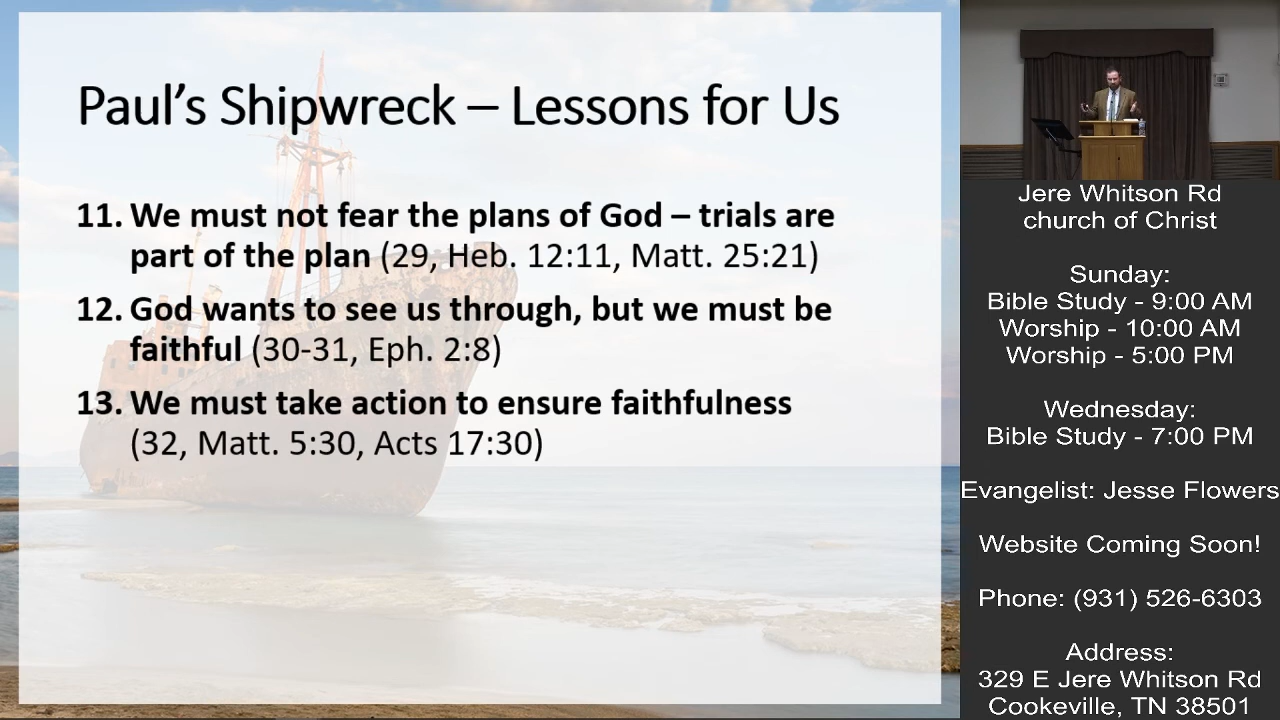 Paul's Shipwreck – Lessons for Us
11. We must not fear the plans of God – trials are
part of the plan (29, Heb. 12:11, Matt. 25:21)
12. God wants to see us through, but we must be
faithful (30-31, Eph. 2:8)
13. We must take action to ensure faithfulness
(32, Matt. 5:30, Acts 17:30)
Jere Whitson Rd
church of Christ
Sunday:
Bible Study - 9:00 AM
Worship - 10:00 AM
Worship - 5:00 PM
Wednesday:
Bible Study - 7:00 PM
Evangelist: Jesse Flowers
Website Coming Soon!
Phone: (931) 526-6303
Address:
329 E Jere Whitson Rd
Cookeville, TN 38501